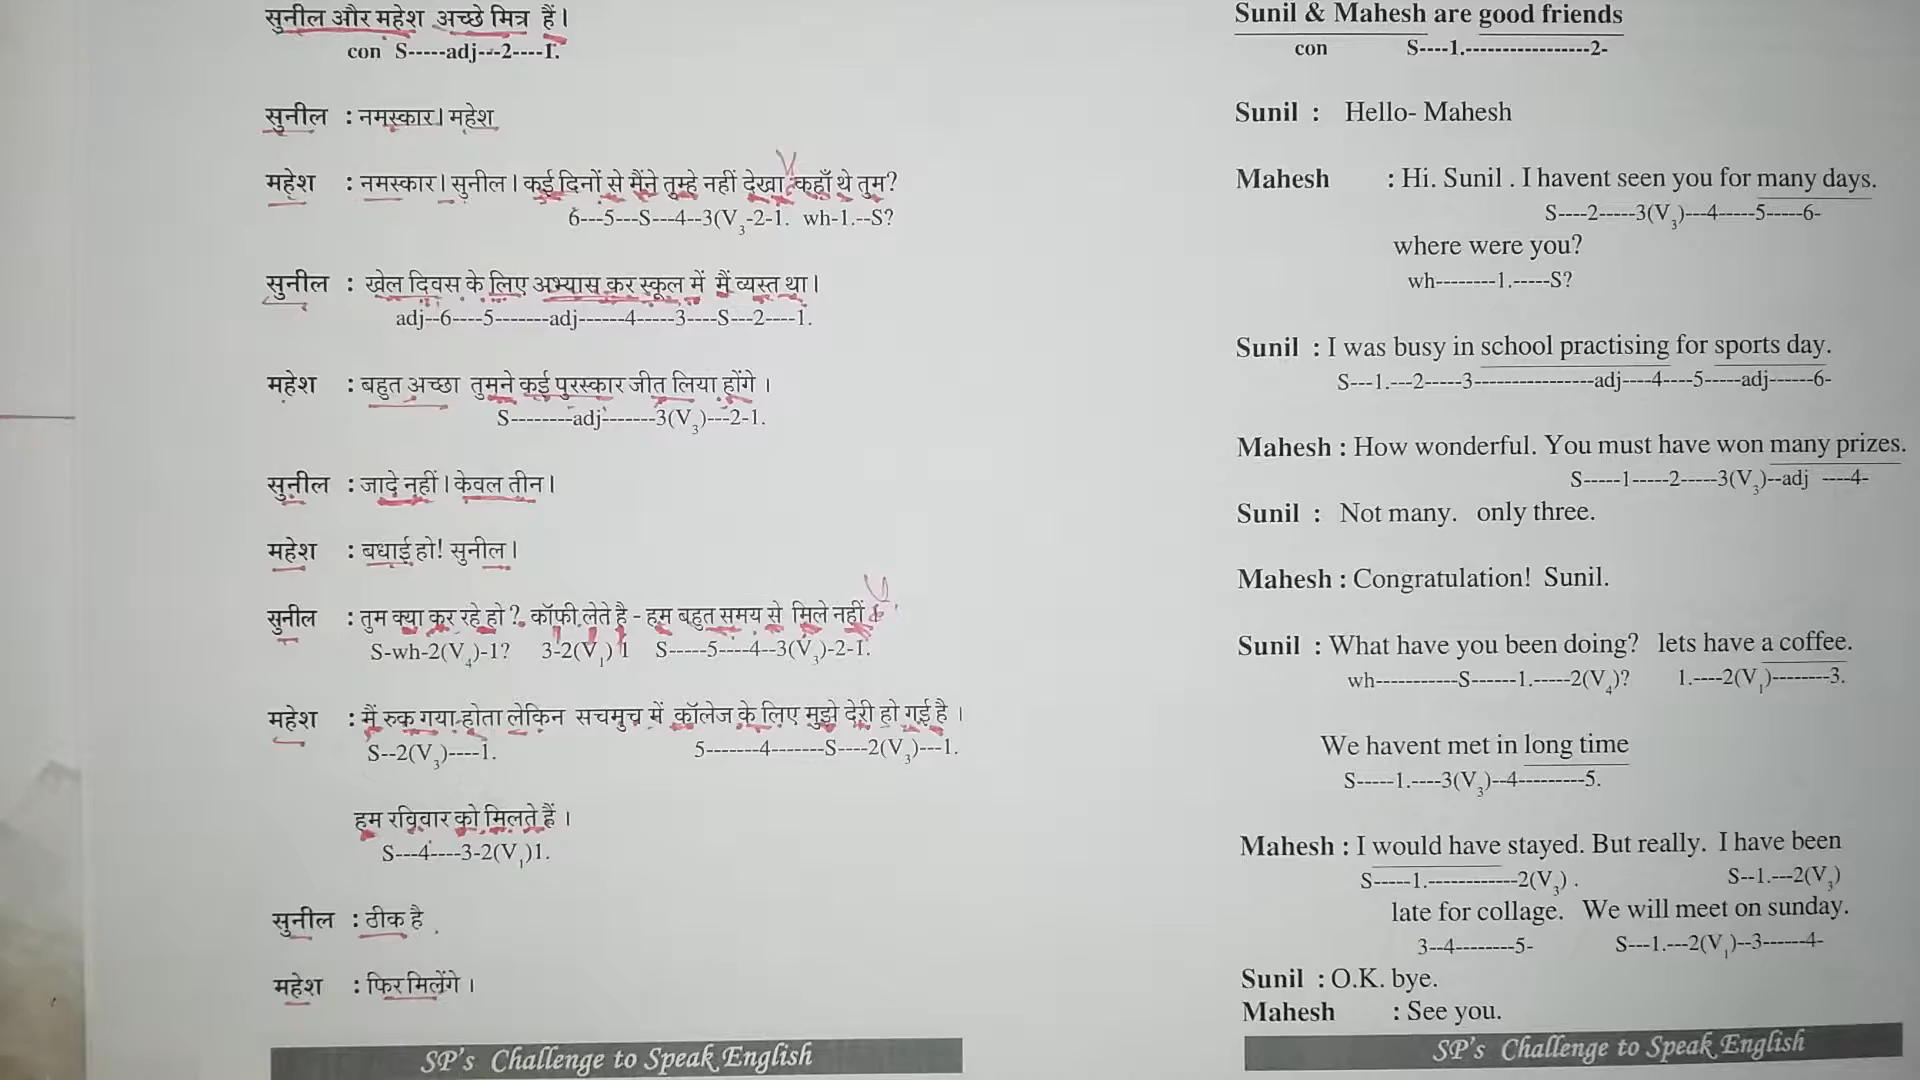 सुनील और महेश अच्छे मित्र हैं।
con S-----adj---2----1.
सुनील : नमस्कार। महेश
महेश : नमस्कार। सुनील। कई दिनों से मैंने तुम्हे नहीं देखा, कहाँ थे तुम?
6---5---S---4--3(V3-2-1. wh-1.--S?
सुनील : खेल दिवस के लिए अभ्यास कर स्कूल में मैं व्यस्त था।
adj--6----5-------adj------4-----3----S---2----1.
महेश : बहुत अच्छा तुमने कई पुरस्कार जीत लिया होंगे।
S--------adj-------3(V3)---2-1.
सुनील : जादे नहीं। केवल तीन।
महेश : बधाई हो! सुनील।
सुनील : तुम क्या कर रहे हो? कॉफी लेते है - हम बहुत समय से मिले नहीं
S-wh-2(V4)-1? 3-2(V1) 1 S-----5----4--3(V3)-2-1.
महेश : मैं रुक गया होता लेकिन सचमुच में कॉलेज के लिए मुझे देरी हो गई है।
S--2(V3)----1. 5-------4-------S----2(V3)---1.
हम रविवार को मिलते हैं।
S---4----3-2(V1)1.
सुनील : ठीक है
महेश : फिर मिलेंगे।
SP's Challenge to Speak English
Sunil & Mahesh are good friends
con S----1.-----------------2-
Sunil : Hello- Mahesh
Mahesh : Hi. Sunil . I havent seen you for many days.
S----2-----3(V3)---4-----5-----6-
where were you?
wh--------1.-----S?
Sunil : I was busy in school practising for sports day.
S---1.---2-----3----------------adj----4----5-----adj------6-
Mahesh : How wonderful. You must have won many prizes.
S-----1-----2-----3(V3)--adj ----4-
Sunil : Not many. only three.
Mahesh : Congratulation! Sunil.
Sunil : What have you been doing? lets have a coffee.
wh-----------S------1.-----2(V4)? 1.----2(V1)--------3.
We havent met in long time
S-----1.----3(V3)--4---------5.
Mahesh : I would have stayed. But really. I have been
S-----1.------------2(V3) . S--1.---2(V3)
late for collage. We will meet on sunday.
3--4--------5- S---1.---2(V1)--3------4-
Sunil : O.K. bye.
Mahesh : See you.
SP's Challenge to Speak English